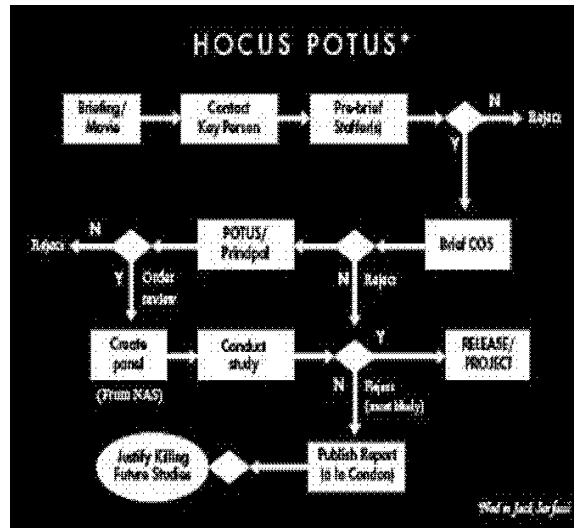 HOCUS POTUS*
Briefing/
Movie
Contact
Key Person
Pre-brief
Staffer(s)
N
Reject
Y
Brief COS
POTUS/
Principal
N
Reject
Y
Order
review
N
Reject
Create
panel
(From NAS)
Conduct
study
Y
RELEASE/
PROJECT
N
Reject
(most likely)
Publish Report
(a la Condon)
Justify Killing
Future Studies